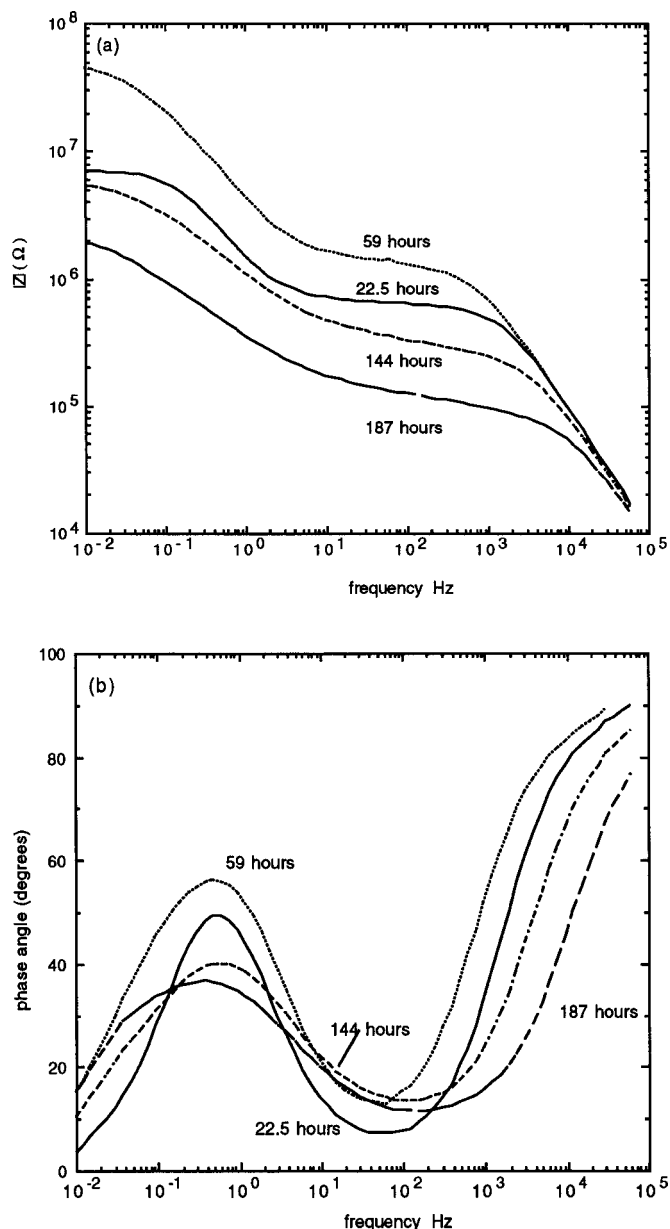 (a)
10^8
10^7
10^6
10^5
10^4
|Z| (Ω)
59 hours
22.5 hours
144 hours
187 hours
10^-2 10^-1 10^0 10^1 10^2 10^3 10^4 10^5
frequency Hz
(b)
100
80
60
40
20
0
phase angle (degrees)
59 hours
144 hours
187 hours
22.5 hours
10^-2 10^-1 10^0 10^1 10^2 10^3 10^4 10^5
frequency Hz